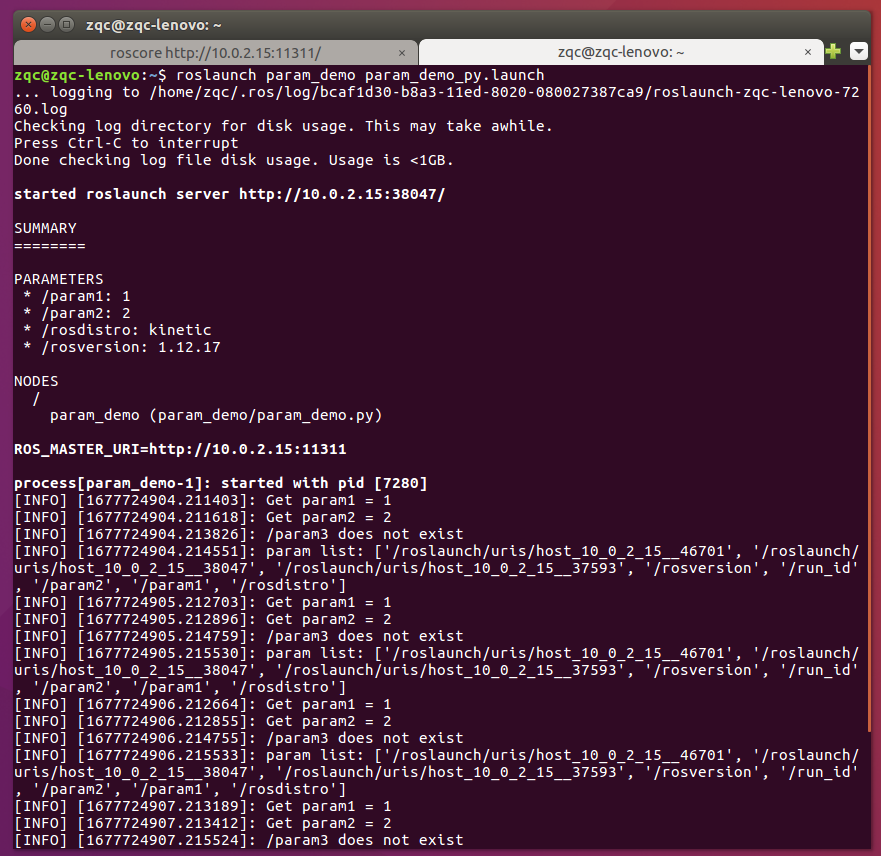 zqc@zqc-lenovo: ~
roscore http://10.0.2.15:11311/ × zqc@zqc-lenovo: ~ ×
zqc@zqc-lenovo:~$ roslaunch param_demo param_demo_py.launch
... logging to /home/zqc/.ros/log/bcaf1d30-b8a3-11ed-8020-080027387ca9/roslaunch-zqc-lenovo-72
60.log
Checking log directory for disk usage. This may take awhile.
Press Ctrl-C to interrupt
Done checking log file disk usage. Usage is <1GB.
started roslaunch server http://10.0.2.15:38047/
SUMMARY
========
PARAMETERS
 * /param1: 1
 * /param2: 2
 * /rosdistro: kinetic
 * /rosversion: 1.12.17
NODES
  /
    param_demo (param_demo/param_demo.py)
ROS_MASTER_URI=http://10.0.2.15:11311
process[param_demo-1]: started with pid [7280]
[INFO] [1677724904.211403]: Get param1 = 1
[INFO] [1677724904.211618]: Get param2 = 2
[INFO] [1677724904.213826]: /param3 does not exist
[INFO] [1677724904.214551]: param list: ['/roslaunch/uris/host_10_0_2_15__46701', '/roslaunch/
uris/host_10_0_2_15__38047', '/roslaunch/uris/host_10_0_2_15__37593', '/rosversion', '/run_id'
, '/param2', '/param1', '/rosdistro']
[INFO] [1677724905.212703]: Get param1 = 1
[INFO] [1677724905.212896]: Get param2 = 2
[INFO] [1677724905.214759]: /param3 does not exist
[INFO] [1677724905.215530]: param list: ['/roslaunch/uris/host_10_0_2_15__46701', '/roslaunch/
uris/host_10_0_2_15__38047', '/roslaunch/uris/host_10_0_2_15__37593', '/rosversion', '/run_id'
, '/param2', '/param1', '/rosdistro']
[INFO] [1677724906.212664]: Get param1 = 1
[INFO] [1677724906.212855]: Get param2 = 2
[INFO] [1677724906.214755]: /param3 does not exist
[INFO] [1677724906.215533]: param list: ['/roslaunch/uris/host_10_0_2_15__46701', '/roslaunch/
uris/host_10_0_2_15__38047', '/roslaunch/uris/host_10_0_2_15__37593', '/rosversion', '/run_id'
, '/param2', '/param1', '/rosdistro']
[INFO] [1677724907.213189]: Get param1 = 1
[INFO] [1677724907.213412]: Get param2 = 2
[INFO] [1677724907.215524]: /param3 does not exist